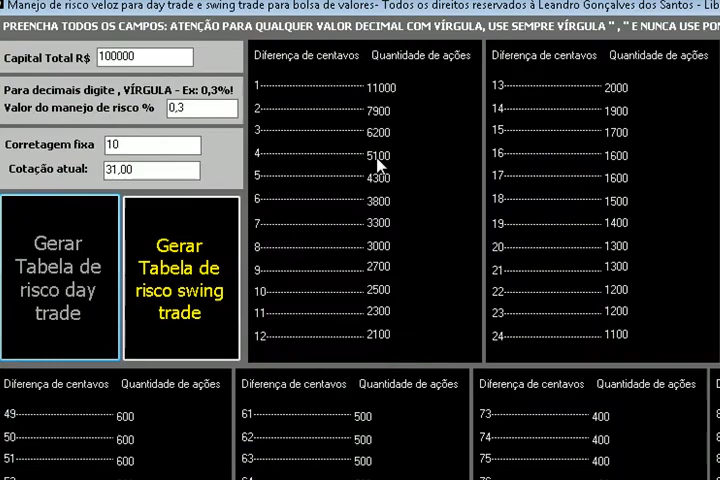 Manejo de risco veloz para day trade e swing trade para bolsa de valores- Todos os direitos reservados à Leandro Gonçalves dos Santos - Lib
PREENCHA TODOS OS CAMPOS: ATENÇÃO PARA QUALQUER VALOR DECIMAL COM VÍRGULA, USE SEMPRE VÍRGULA " , " E NUNCA USE PON
Capital Total R$ 100000
Para decimais digite , VÍRGULA - Ex: 0,3%!
Valor do manejo de risco % 0,3
Corretagem fixa 10
Cotação atual: 31,00
Gerar
Tabela de
risco day
trade
Gerar
Tabela de
risco swing
trade
Diferença de centavos Quantidade de ações
1 11000
2 7900
3 6200
4 5100
5 4300
6 3800
7 3300
8 3000
9 2700
10 2500
11 2300
12 2100
Diferença de centavos Quantidade de ações
13 2000
14 1900
15 1700
16 1600
17 1600
18 1500
19 1400
20 1300
21 1300
22 1200
23 1200
24 1100
Diferença de centavos Quantidade de ações
49 600
50 600
51 600
Diferença de centavos Quantidade de ações
61 500
62 500
63 500
Diferença de centavos Quantidade de ações
73 400
74 400
75 400